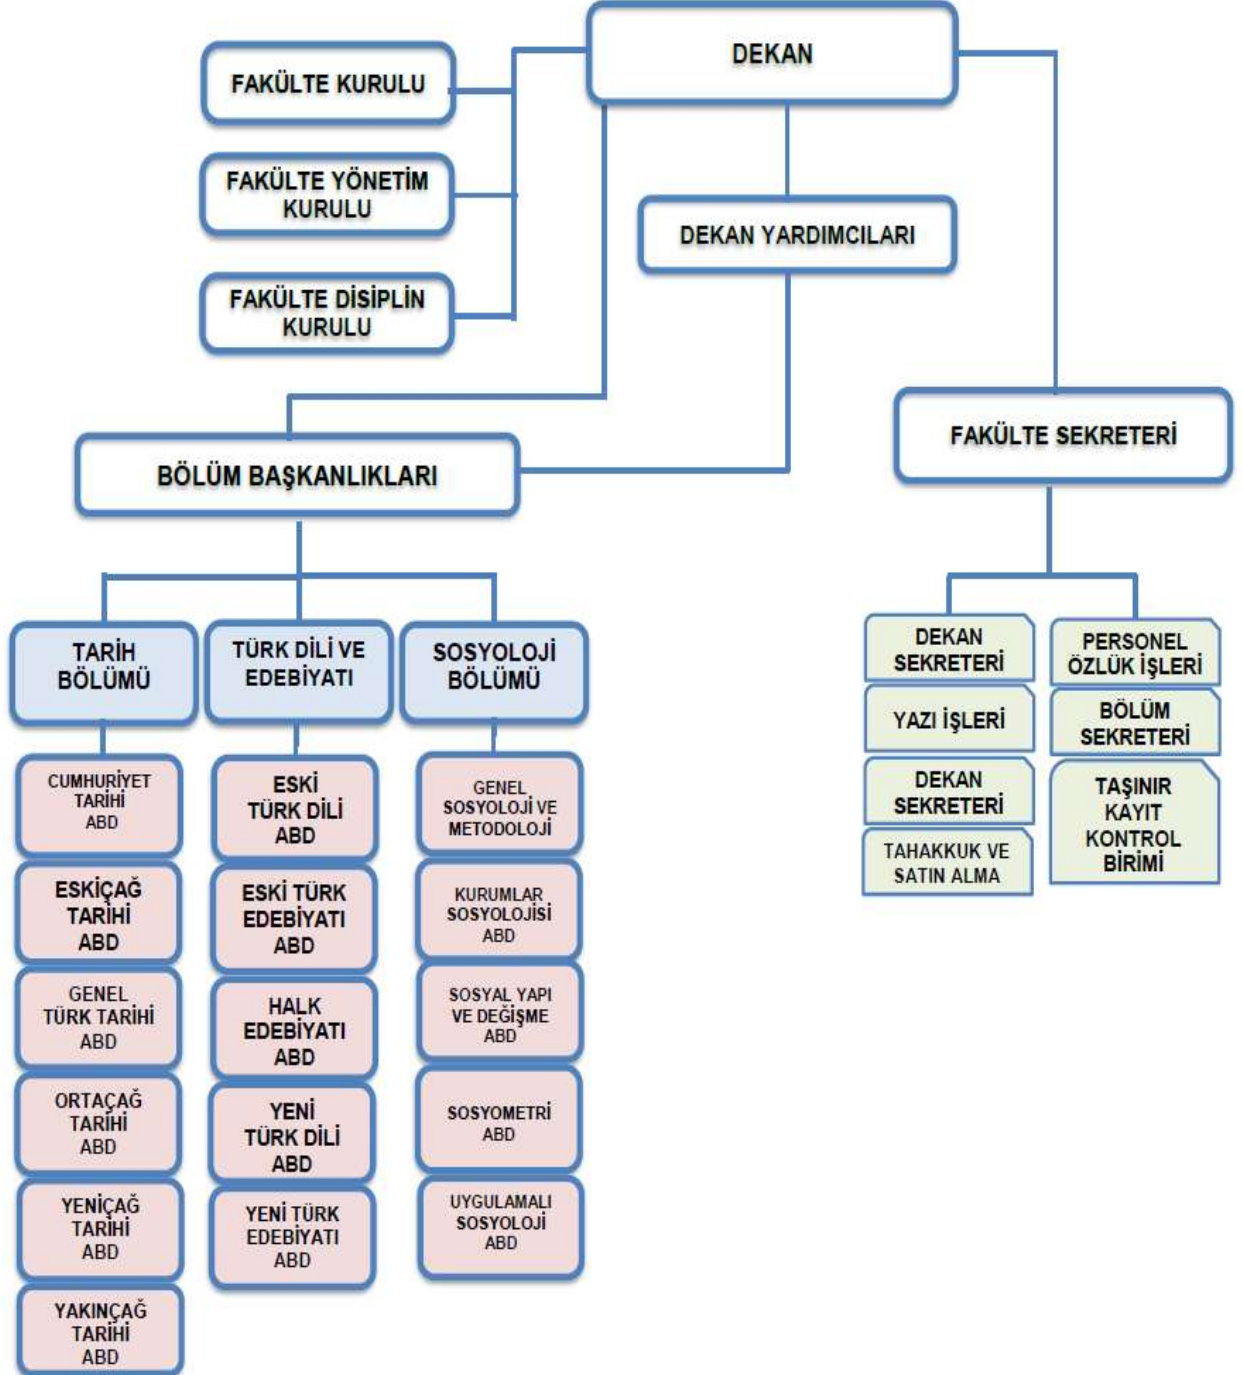 DEKAN
FAKÜLTE KURULU
FAKÜLTE YÖNETİM
KURULU
DEKAN YARDIMCILARI
FAKÜLTE DİSİPLİN
KURULU
FAKÜLTE SEKRETERİ
BÖLÜM BAŞKANLIKLARI
TARİH
BÖLÜMÜ
TÜRK DİLİ VE
EDEBİYATI
SOSYOLOJİ
BÖLÜMÜ
CUMHURİYET
TARİHİ
ABD
ESKİÇAĞ
TARİHİ
ABD
GENEL
TÜRK TARİHİ
ABD
ORTAÇAĞ
TARİHİ
ABD
YENİÇAĞ
TARİHİ
ABD
YAKINÇAĞ
TARİHİ
ABD
ESKİ
TÜRK DİLİ
ABD
ESKİ TÜRK
EDEBİYATI
ABD
HALK
EDEBİYATI
ABD
YENİ
TÜRK DİLİ
ABD
YENİ TÜRK
EDEBİYATI
ABD
GENEL
SOSYOLOJİ VE
METODOLOJİ
KURUMLAR
SOSYOLOJİSİ
ABD
SOSYAL YAPI
VE DEĞİŞME
ABD
SOSYOMETRİ
ABD
UYGULAMALI
SOSYOLOJİ
ABD
DEKAN
SEKRETERİ
YAZI İŞLERİ
DEKAN
SEKRETERİ
TAHAKKUK VE
SATIN ALMA
PERSONEL
ÖZLÜK İŞLERİ
BÖLÜM
SEKRETERİ
TAŞINIR
KAYIT
KONTROL
BİRİMİ